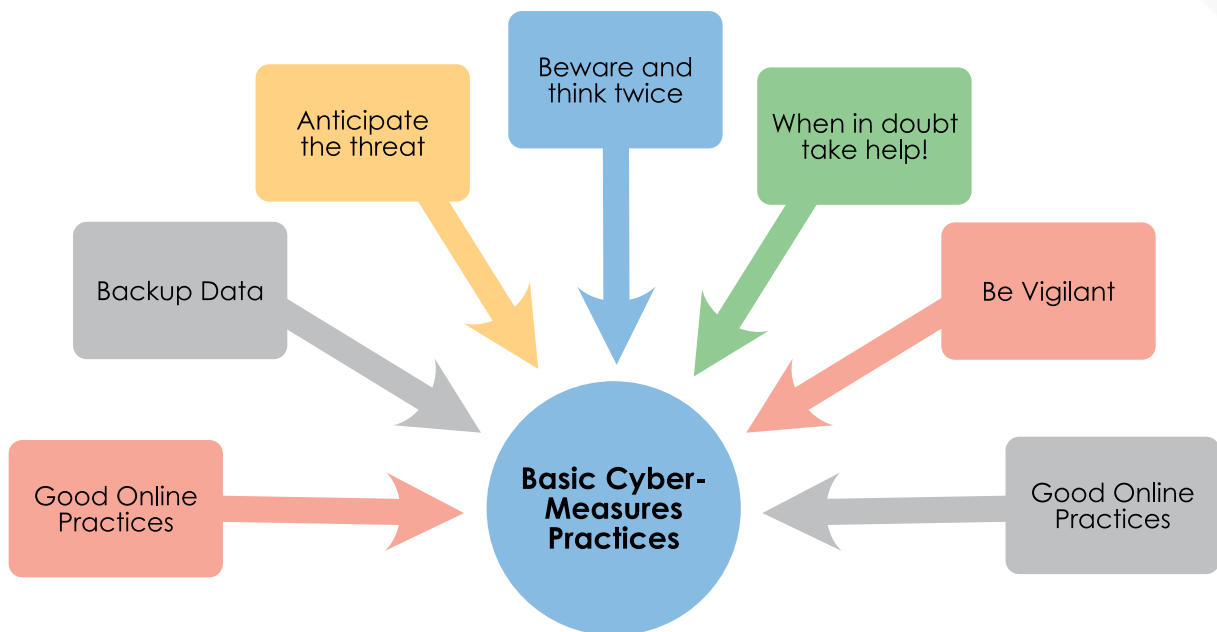 Beware and
think twice
Anticipate
the threat
When in doubt
take help!
Backup Data
Be Vigilant
Good Online
Practices
Basic Cyber-
Measures
Practices
Good Online
Practices